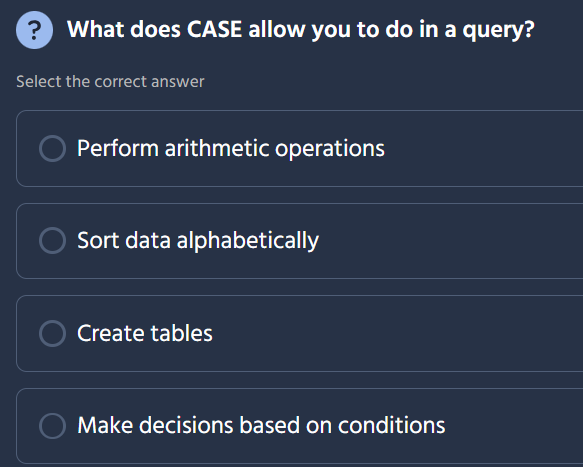 ? What does CASE allow you to do in a query?
Select the correct answer
Perform arithmetic operations
Sort data alphabetically
Create tables
Make decisions based on conditions